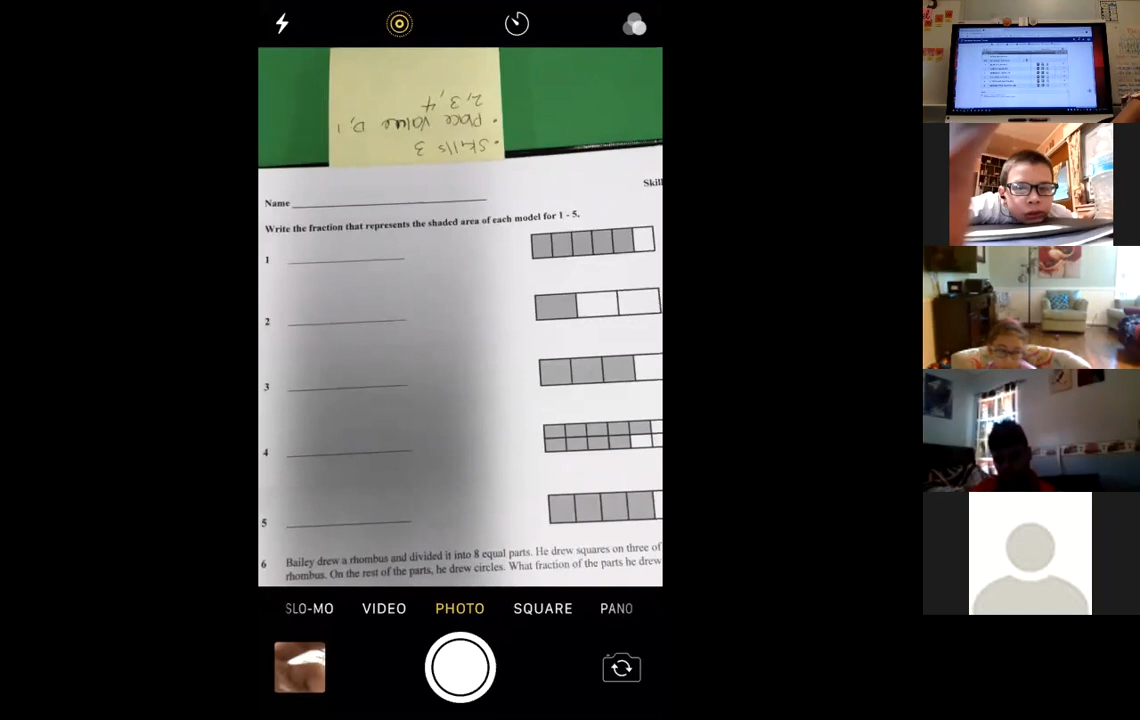 • Skills 3
• Place Value 0, 1
2, 3, 4
Name
Skill
Write the fraction that represents the shaded area of each model for 1 - 5.
1
2
3
4
5
6 Bailey drew a rhombus and divided it into 8 equal parts. He drew squares on three of
rhombus. On the rest of the parts, he drew circles. What fraction of the parts he drew
SLO-MO VIDEO PHOTO SQUARE PANO